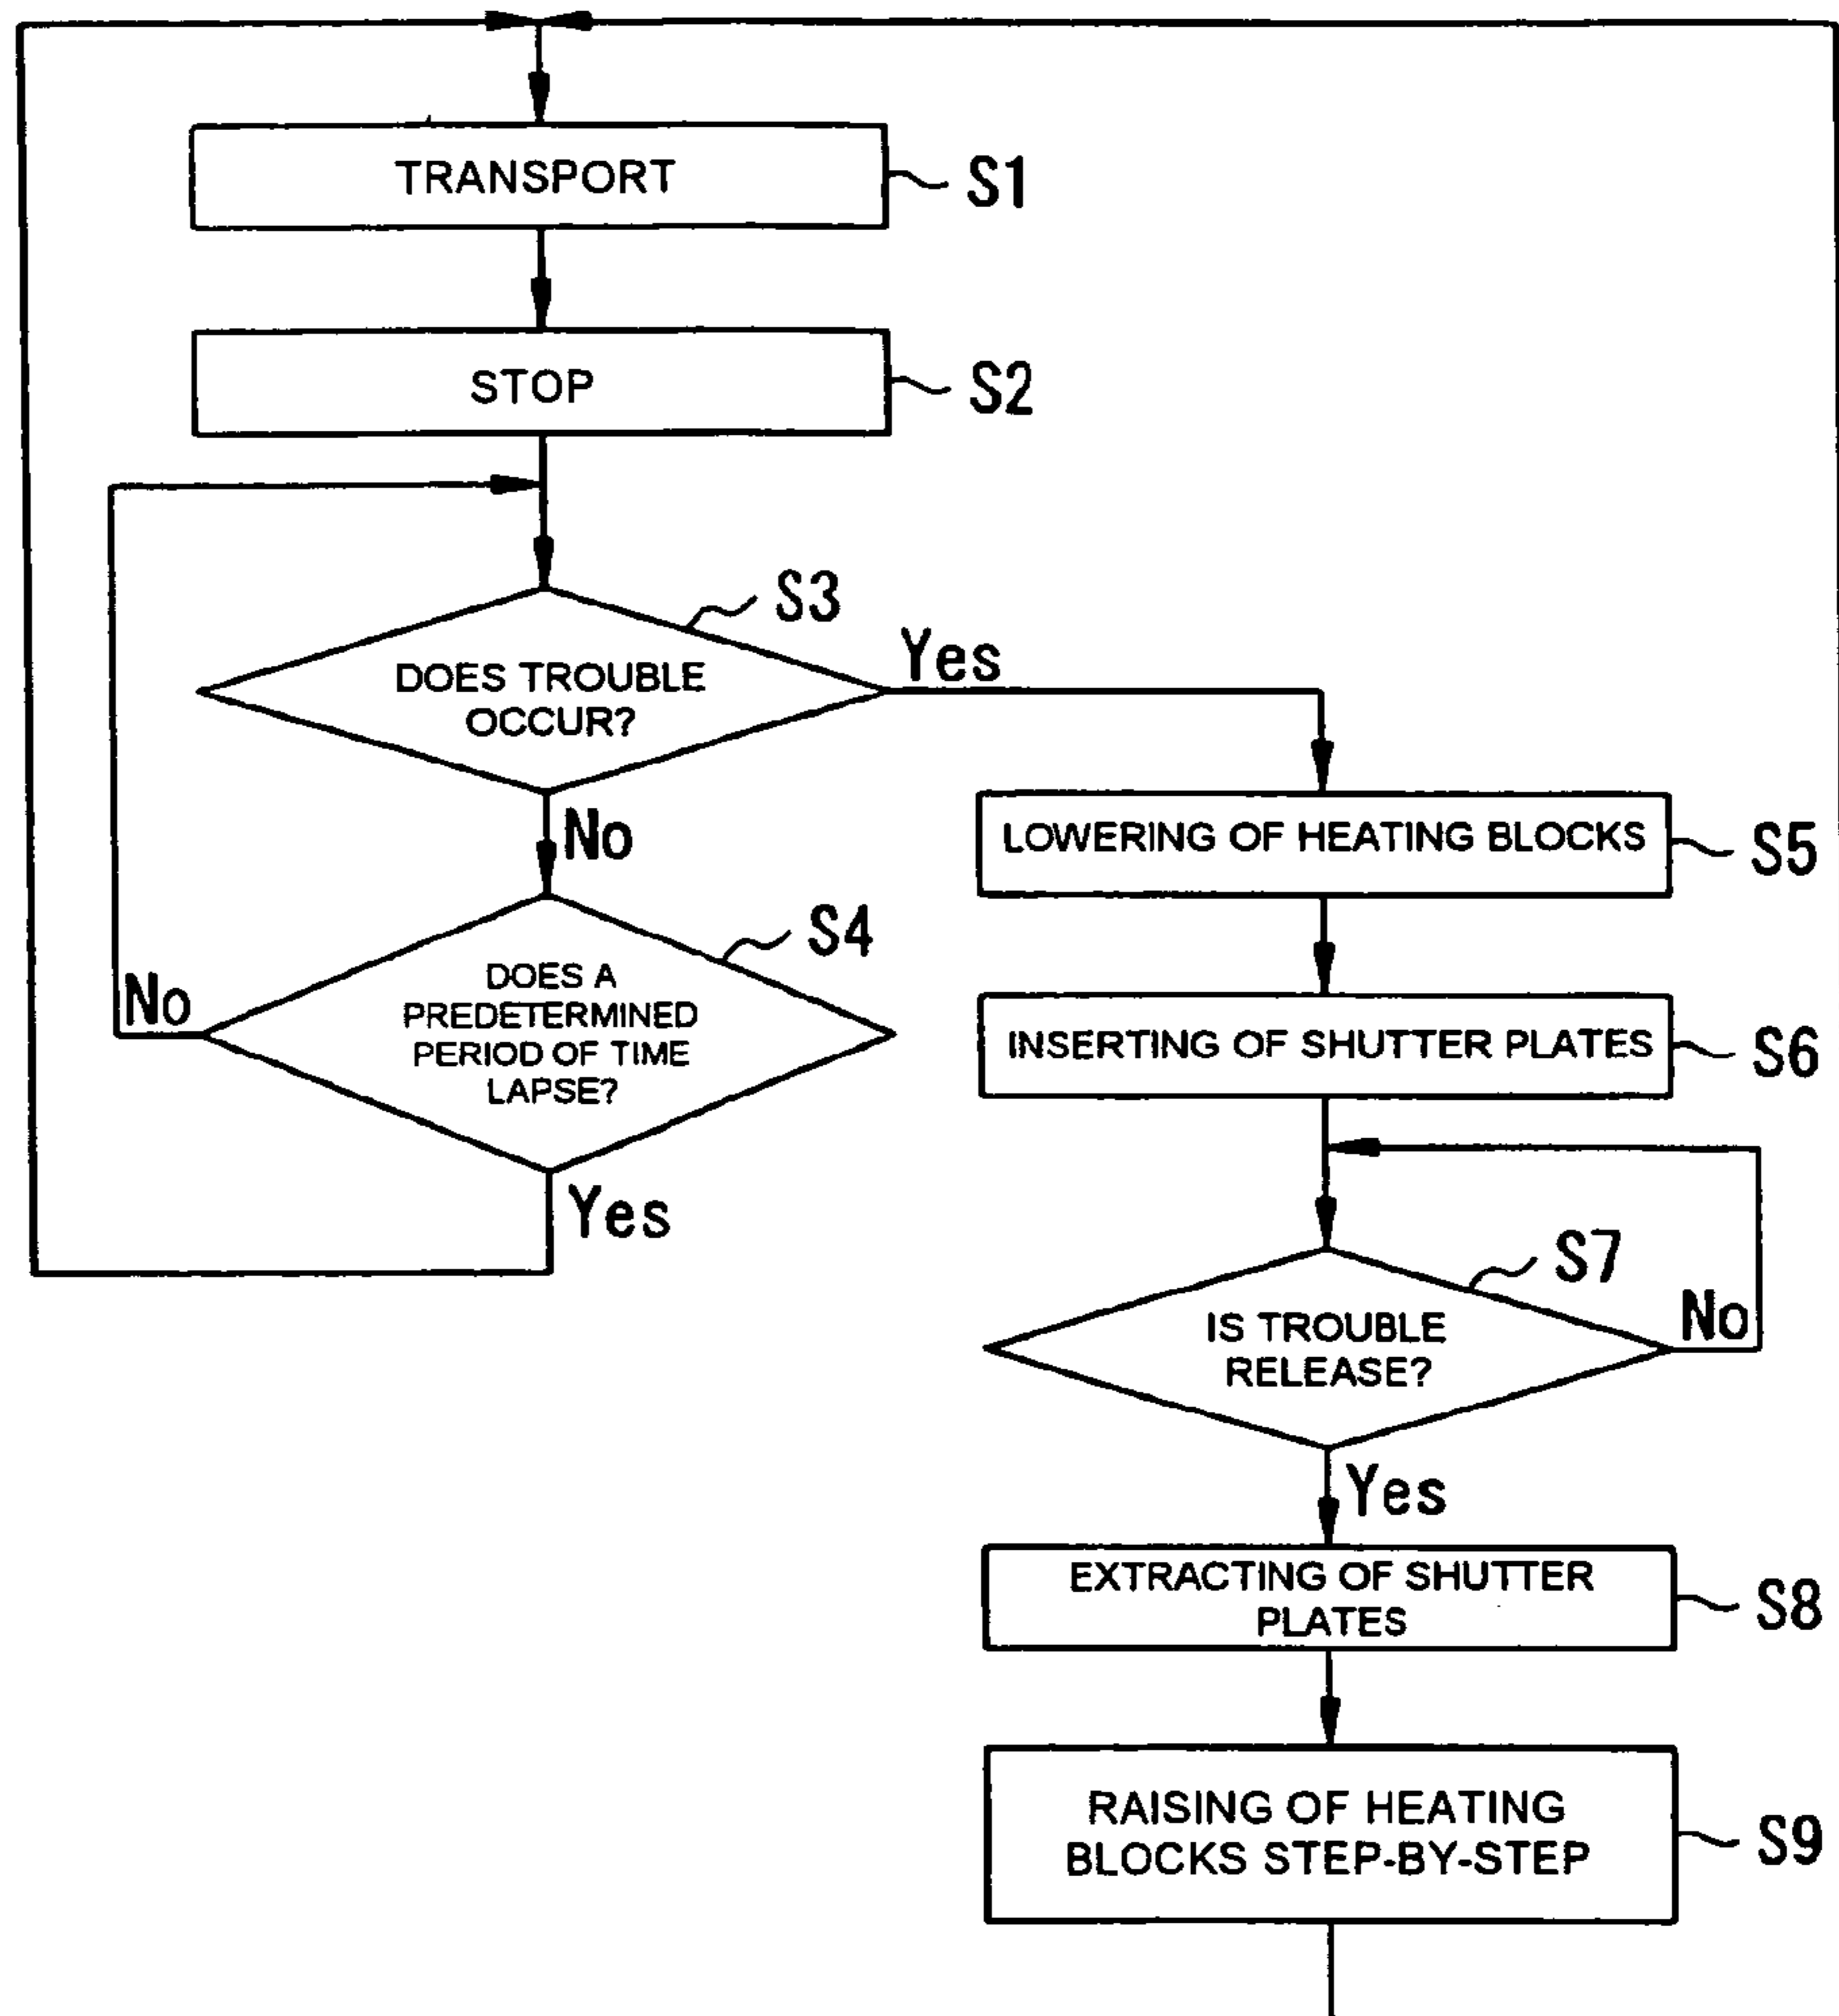 TRANSPORT
S1
STOP
S2
S3
DOES TROUBLE
OCCUR?
Yes
No
LOWERING OF HEATING BLOCKS
S5
S4
DOES A
PREDETERMINED
PERIOD OF TIME
LAPSE?
No
Yes
INSERTING OF SHUTTER PLATES
S6
S7
IS TROUBLE
RELEASE?
No
Yes
EXTRACTING OF SHUTTER
PLATES
S8
RAISING OF HEATING
BLOCKS STEP-BY-STEP
S9